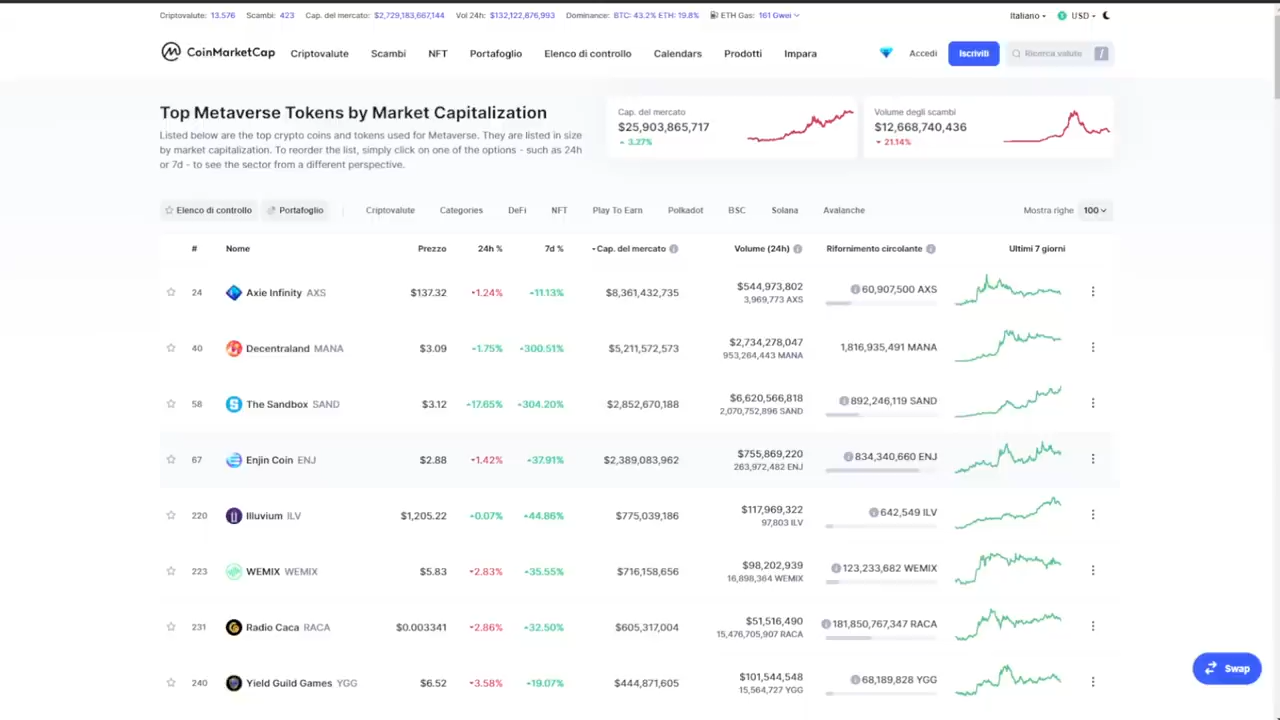 Criptovalute: 13.576 Scambi: 423 Cap. del mercato: $2,729,183,667,144 Vol 24h: $132,122,876,993 Dominance: BTC: 43.2% ETH: 19.8% ETH Gas: 161 Gwei Italiano USD
CoinMarketCap Criptovalute Scambi NFT Portafoglio Elenco di controllo Calendars Prodotti Impara Accedi Iscriviti Ricerca valute /
Top Metaverse Tokens by Market Capitalization
Listed below are the top crypto coins and tokens used for Metaverse. They are listed in size
by market capitalization. To reorder the list, simply click on one of the options - such as 24h
or 7d - to see the sector from a different perspective.
Cap. del mercato
$25,903,865,717
3.27%
Volume degli scambi
$12,668,740,436
21.14%
Elenco di controllo Portafoglio Criptovalute Categories DeFi NFT Play To Earn Polkadot BSC Solana Avalanche Mostra righe 100
# Nome Prezzo 24h % 7d % Cap. del mercato Volume (24h) Rifornimento circolante Ultimi 7 giorni
24 Axie Infinity AXS $137.32 1.24% 11.13% $8,361,432,735 $544,973,802 60,907,500 AXS
3,969,773 AXS
40 Decentraland MANA $3.09 1.75% 300.51% $5,211,572,573 $2,734,278,047 1,816,935,491 MANA
953,264,443 MANA
58 The Sandbox SAND $3.12 17.65% 304.20% $2,852,670,188 $6,620,566,818 892,246,119 SAND
2,070,752,896 SAND
67 Enjin Coin ENJ $2.88 1.42% 37.91% $2,389,083,962 $755,869,220 834,340,660 ENJ
263,972,482 ENJ
220 Illuvium ILV $1,205.22 0.07% 44.86% $775,039,186 $117,969,322 642,549 ILV
97,803 ILV
223 WEMIX WEMIX $5.83 2.83% 35.55% $716,158,656 $98,202,939 123,233,682 WEMIX
16,898,364 WEMIX
231 Radio Caca RACA $0.003341 2.86% 32.50% $605,317,004 $51,516,490 181,850,767,347 RACA
15,476,705,907 RACA
240 Yield Guild Games YGG $6.52 3.58% 19.07% $444,871,605 $101,544,548 68,189,828 YGG
15,564,727 YGG
Swap